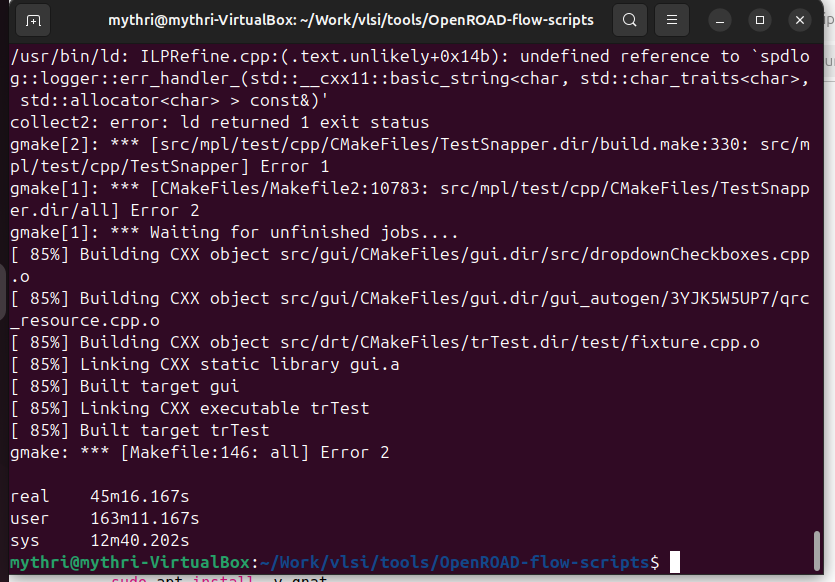 mythri@mythri-VirtualBox: ~/Work/vlsi/tools/OpenROAD-flow-scripts
/usr/bin/ld: ILPRefine.cpp:(.text.unlikely+0x14b): undefined reference to `spdlo
g::logger::err_handler_(std::__cxx11::basic_string<char, std::char_traits<char>,
 std::allocator<char> > const&)'
collect2: error: ld returned 1 exit status
gmake[2]: *** [src/mpl/test/cpp/CMakeFiles/TestSnapper.dir/build.make:330: src/m
pl/test/cpp/TestSnapper] Error 1
gmake[1]: *** [CMakeFiles/Makefile2:10783: src/mpl/test/cpp/CMakeFiles/TestSnapp
er.dir/all] Error 2
gmake[1]: *** Waiting for unfinished jobs....
[ 85%] Building CXX object src/gui/CMakeFiles/gui.dir/src/dropdownCheckboxes.cpp
.o
[ 85%] Building CXX object src/gui/CMakeFiles/gui.dir/gui_autogen/3YJK5W5UP7/qrc
_resource.cpp.o
[ 85%] Building CXX object src/drt/CMakeFiles/trTest.dir/test/fixture.cpp.o
[ 85%] Linking CXX static library gui.a
[ 85%] Built target gui
[ 85%] Linking CXX executable trTest
[ 85%] Built target trTest
gmake: *** [Makefile:146: all] Error 2
real    45m16.167s
user    163m11.167s
sys     12m40.202s
mythri@mythri-VirtualBox:~/Work/vlsi/tools/OpenROAD-flow-scripts$